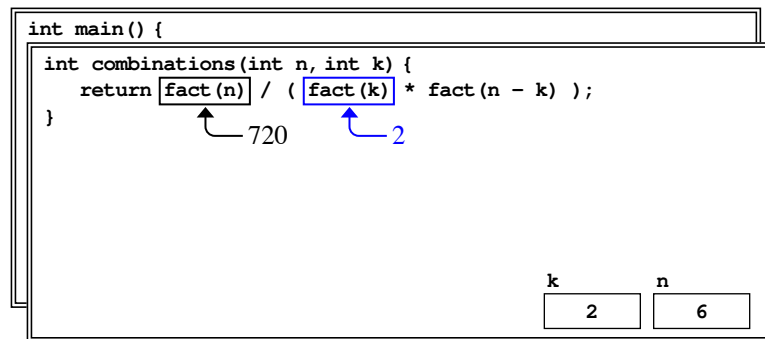 int main() {
int combinations(int n, int k) {
return fact(n) / ( fact(k) * fact(n – k) );
}
720 2
k n
2 6